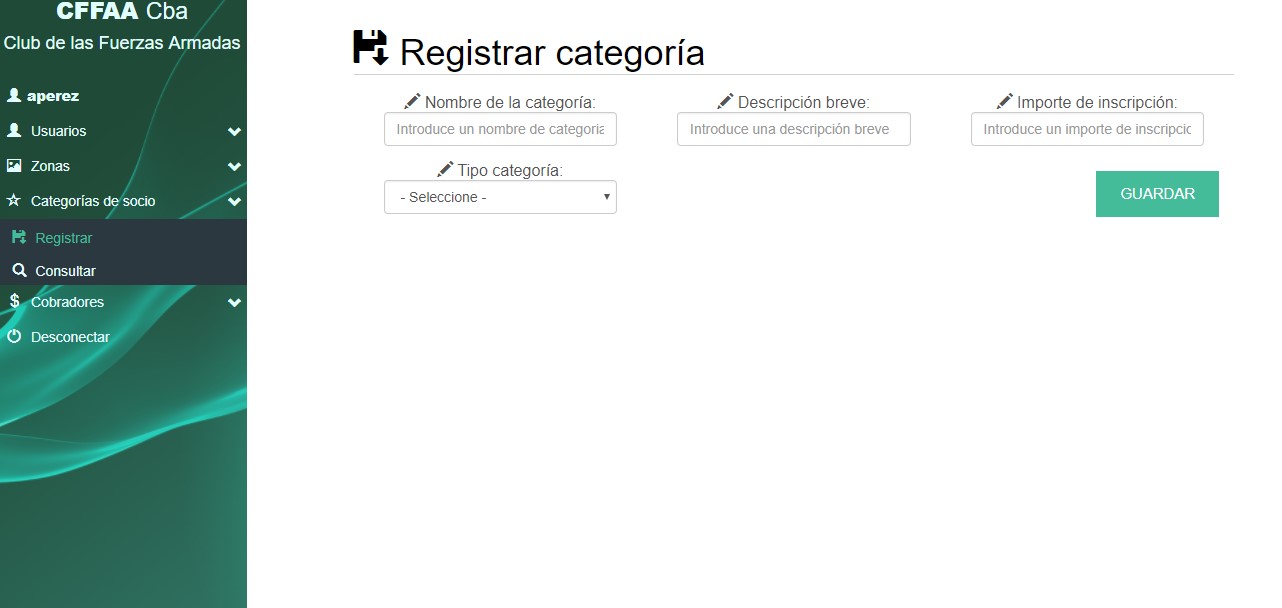 CFFAA Cba
Club de las Fuerzas Armadas
aperez
Usuarios
Zonas
Categorías de socio
Registrar
Consultar
Cobradores
Desconectar
Registrar categoría
Nombre de la categoría:
Descripción breve:
Importe de inscripción:
Introduce un nombre de categoria
Introduce una descripción breve
Introduce un importe de inscripcic
Tipo categoría:
- Seleccione -
GUARDAR